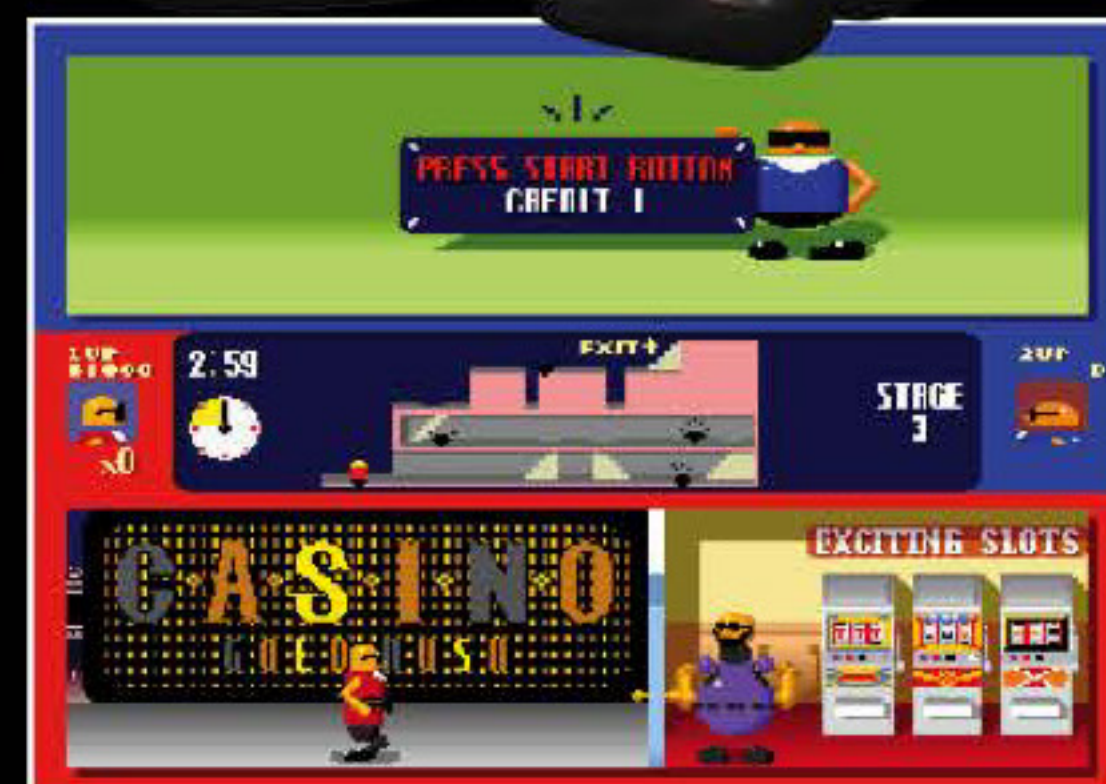 PRESS START BUTTON
CREDIT 1
1UP
2:59
EXIT
2UP
STAGE
3
x0
EXCITING SLOTS
CASINO